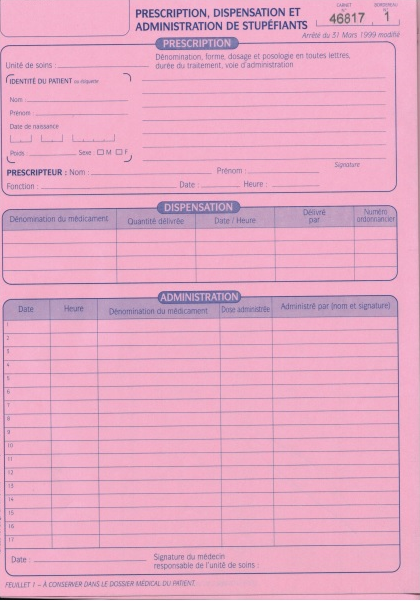 PRESCRIPTION, DISPENSATION ET
ADMINISTRATION DE STUPÉFIANTS
CARNET
N°
46817
BORDEREAU
N°
1
Arrêté du 31 Mars 1999 modifié
PRESCRIPTION
Unité de soins :
Dénomination, forme, dosage et posologie en toutes lettres,
durée du traitement, voie d'administration
IDENTITÉ DU PATIENT ou étiquette
Nom :
Prénom :
Date de naissance
Poids : Sexe : M F
Signature
PRESCRIPTEUR : Nom : Prénom :
Fonction : Date : Heure :
DISPENSATION
Dénomination du médicament Quantité délivrée Date / Heure Délivré par Numéro ordonnancier
ADMINISTRATION
Date Heure Dénomination du médicament Dose administrée Administré par (nom et signature)
1
2
3
4
5
6
7
8
9
10
11
12
13
14
15
16
17
Date : Signature du médecin
responsable de l'unité de soins :
FEUILLET 1 – À CONSERVER DANS LE DOSSIER MÉDICAL DU PATIENT